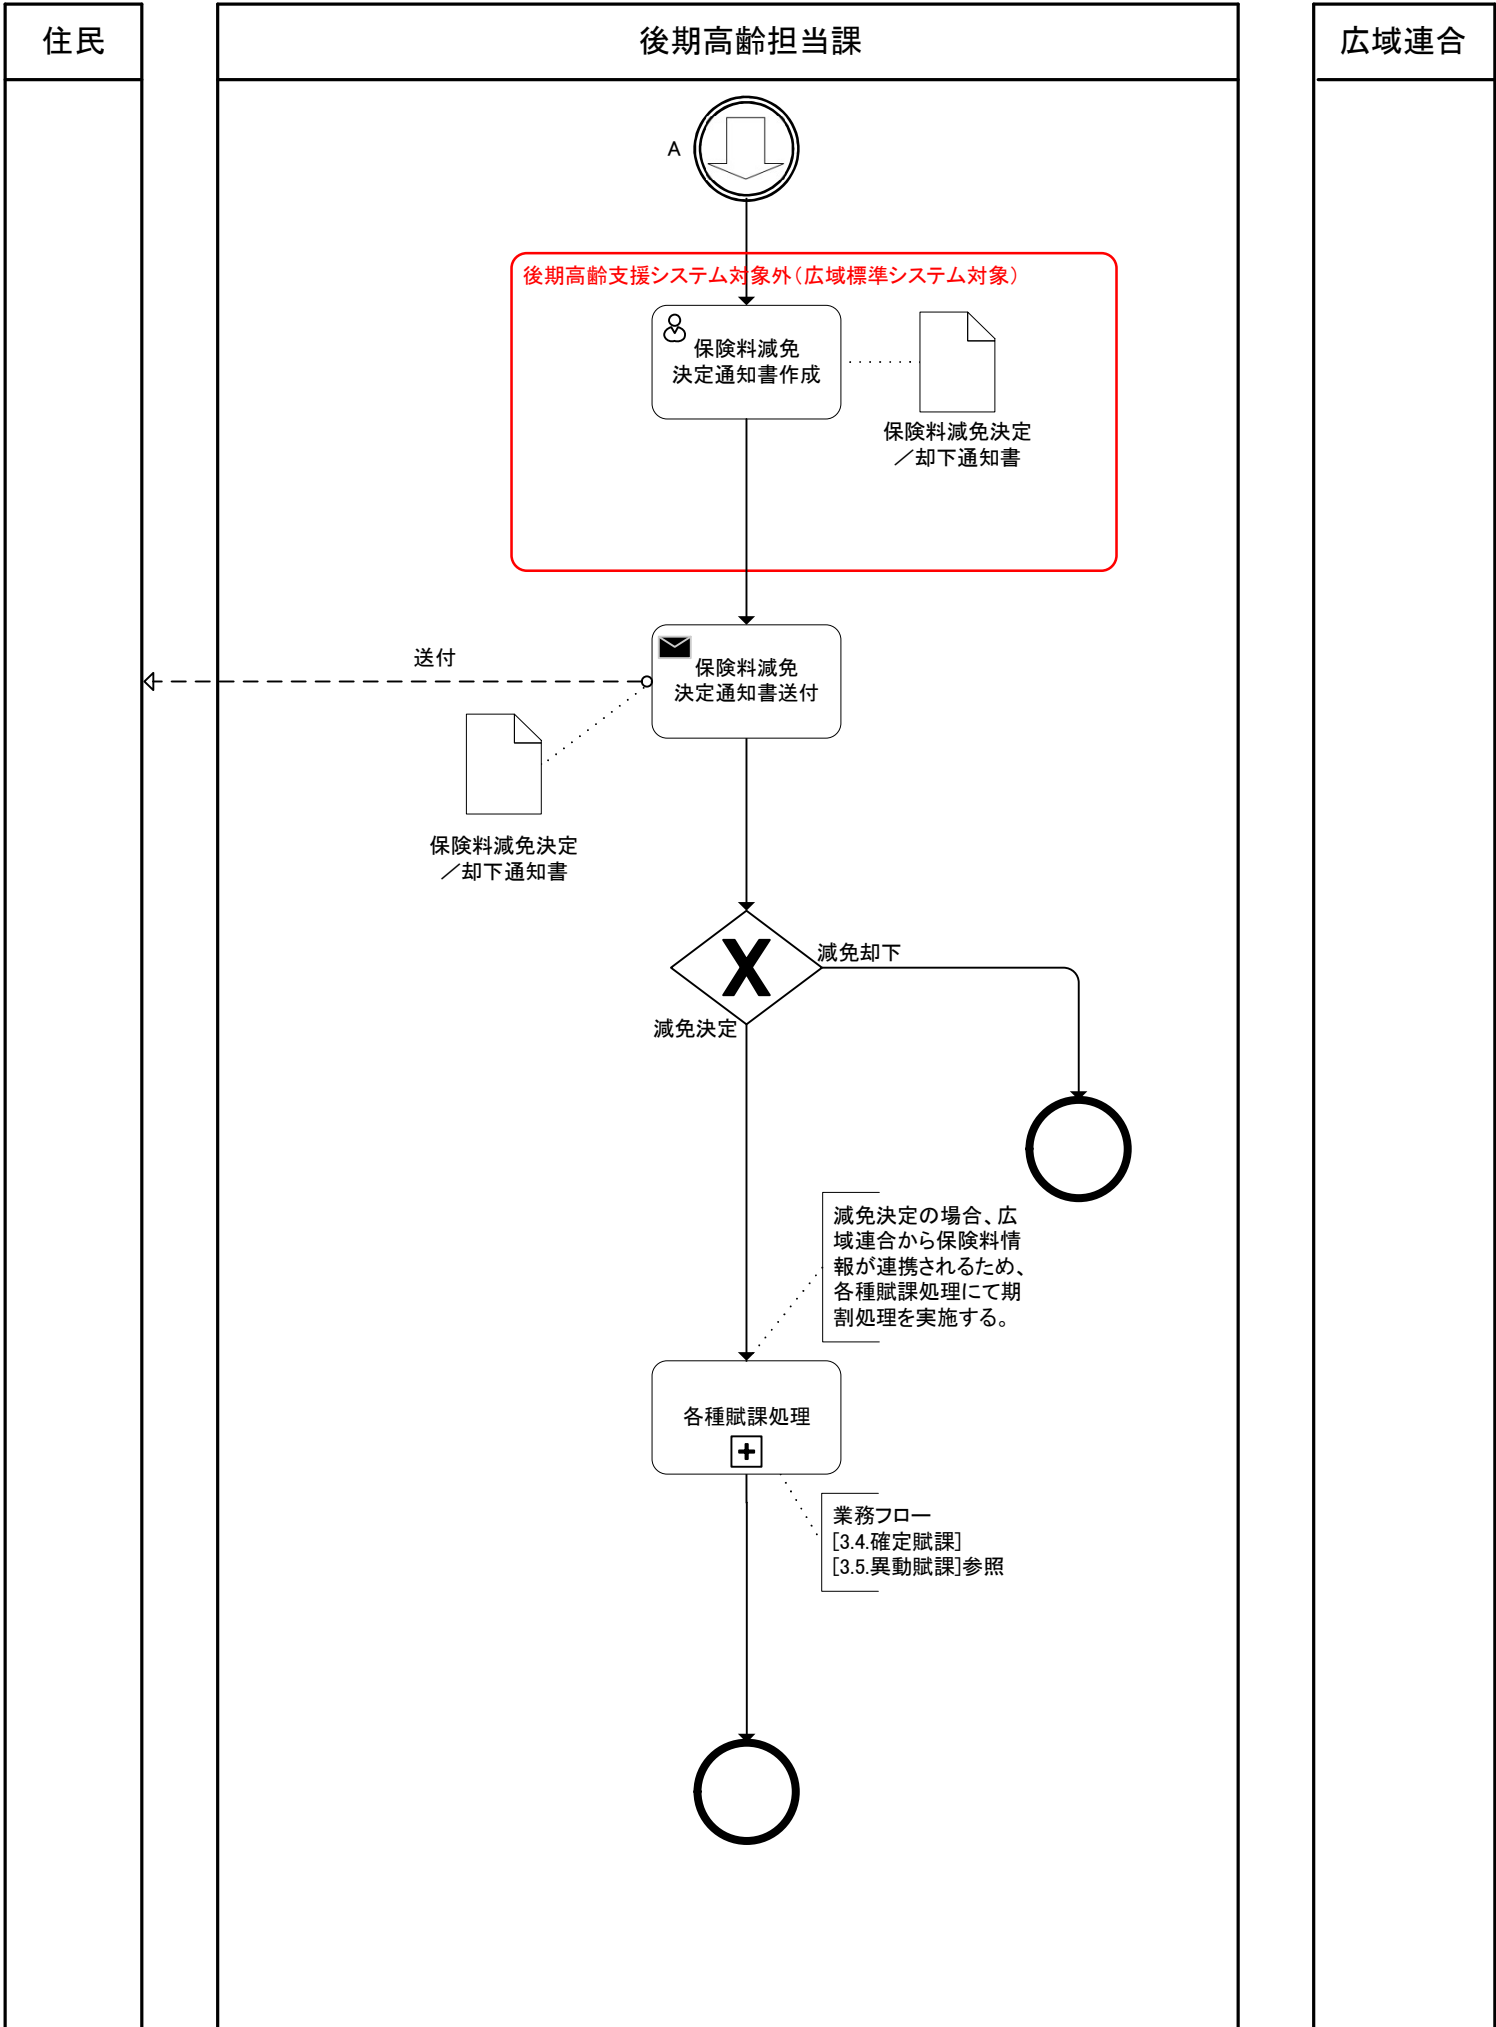 住民
後期高齢担当課
広域連合
A
後期高齢支援システム対象外（広域標準システム対象）
保険料減免
決定通知書作成
保険料減免決定
／却下通知書
送付
保険料減免
決定通知書送付
保険料減免決定
／却下通知書
減免却下
減免決定
減免決定の場合、広
域連合から保険料情
報が連携されるため、
各種賦課処理にて期
割処理を実施する。
各種賦課処理
業務フロー
[3.4.確定賦課]
[3.5.異動賦課]参照